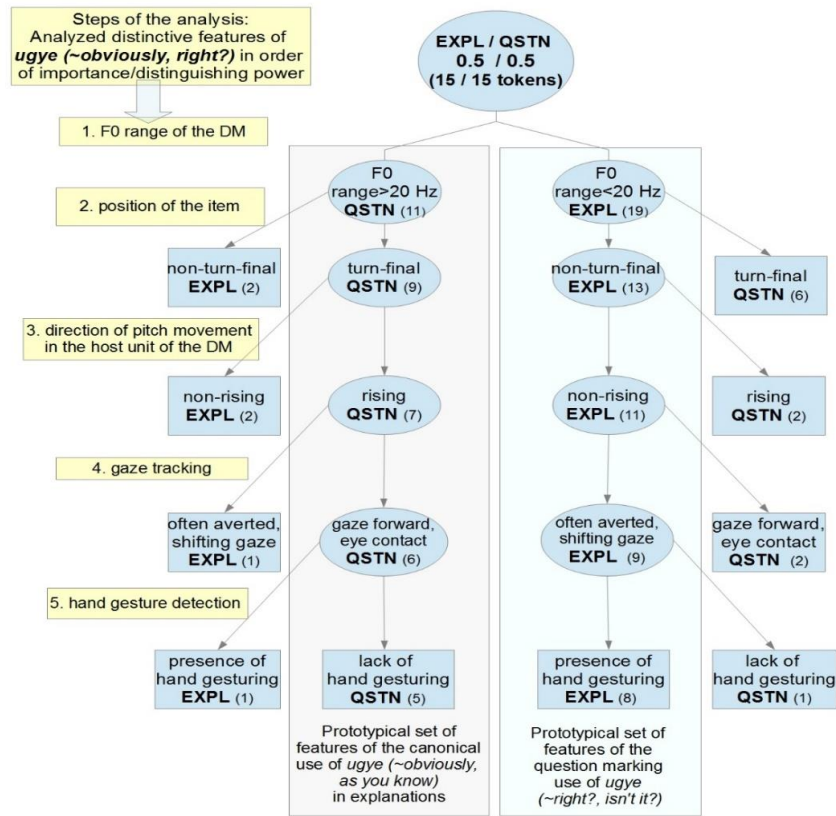 Steps of the analysis:
Analyzed distinctive features of
ugye (~obviously, right?) in order
of importance/distinguishing power
EXPL / QSTN
0.5 / 0.5
(15 / 15 tokens)
1. F0 range of the DM
F0
range>20 Hz
QSTN (11)
F0
range<20 Hz
EXPL (19)
2. position of the item
non-turn-final
EXPL (2)
turn-final
QSTN (9)
non-turn-final
EXPL (13)
turn-final
QSTN (6)
3. direction of pitch movement
in the host unit of the DM
non-rising
EXPL (2)
rising
QSTN (7)
non-rising
EXPL (11)
rising
QSTN (2)
4. gaze tracking
often averted,
shifting gaze
EXPL (1)
gaze forward,
eye contact
QSTN (6)
often averted,
shifting gaze
EXPL (9)
gaze forward,
eye contact
QSTN (2)
5. hand gesture detection
presence of
hand gesturing
EXPL (1)
lack of
hand gesturing
QSTN (5)
presence of
hand gesturing
EXPL (8)
lack of
hand gesturing
QSTN (1)
Prototypical set of
features of the canonical
use of ugye (~obviously,
as you know)
in explanations
Prototypical set of
features of the
question marking
use of ugye
(~right?, isn't it?)